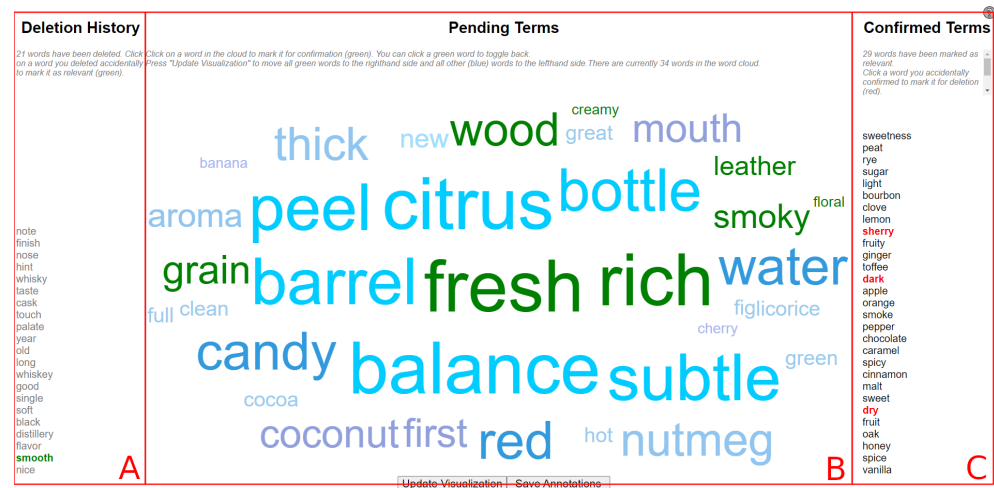 Deletion History
21 words have been deleted. Click
on a word you deleted accidentally
to mark it as relevant (green).
note
finish
nose
hint
whisky
taste
cask
touch
palate
year
old
long
whiskey
good
single
soft
black
distillery
flavor
smooth
nice
A
Pending Terms
Click on a word in the cloud to mark it for confirmation (green). You can click a green word to toggle back.
Press "Update Visualization" to move all green words to the righthand side and all other (blue) words to the lefthand side.There are currently 34 words in the word cloud.
creamy
thick new wood great mouth
banana leather
peel citrus bottle
aroma smoky floral
grain barrel fresh rich water
full clean figlicorice
cherry
candy balance subtle green
cocoa
coconut first red hot nutmeg
Update Visualization Save Annotations
B
Confirmed Terms
29 words have been marked as
relevant.
Click a word you accidentally
confirmed to mark it for deletion
(red).
sweetness
peat
rye
sugar
light
bourbon
clove
lemon
sherry
fruity
ginger
toffee
dark
apple
orange
smoke
pepper
chocolate
caramel
spicy
cinnamon
malt
sweet
dry
fruit
oak
honey
spice
vanilla
C